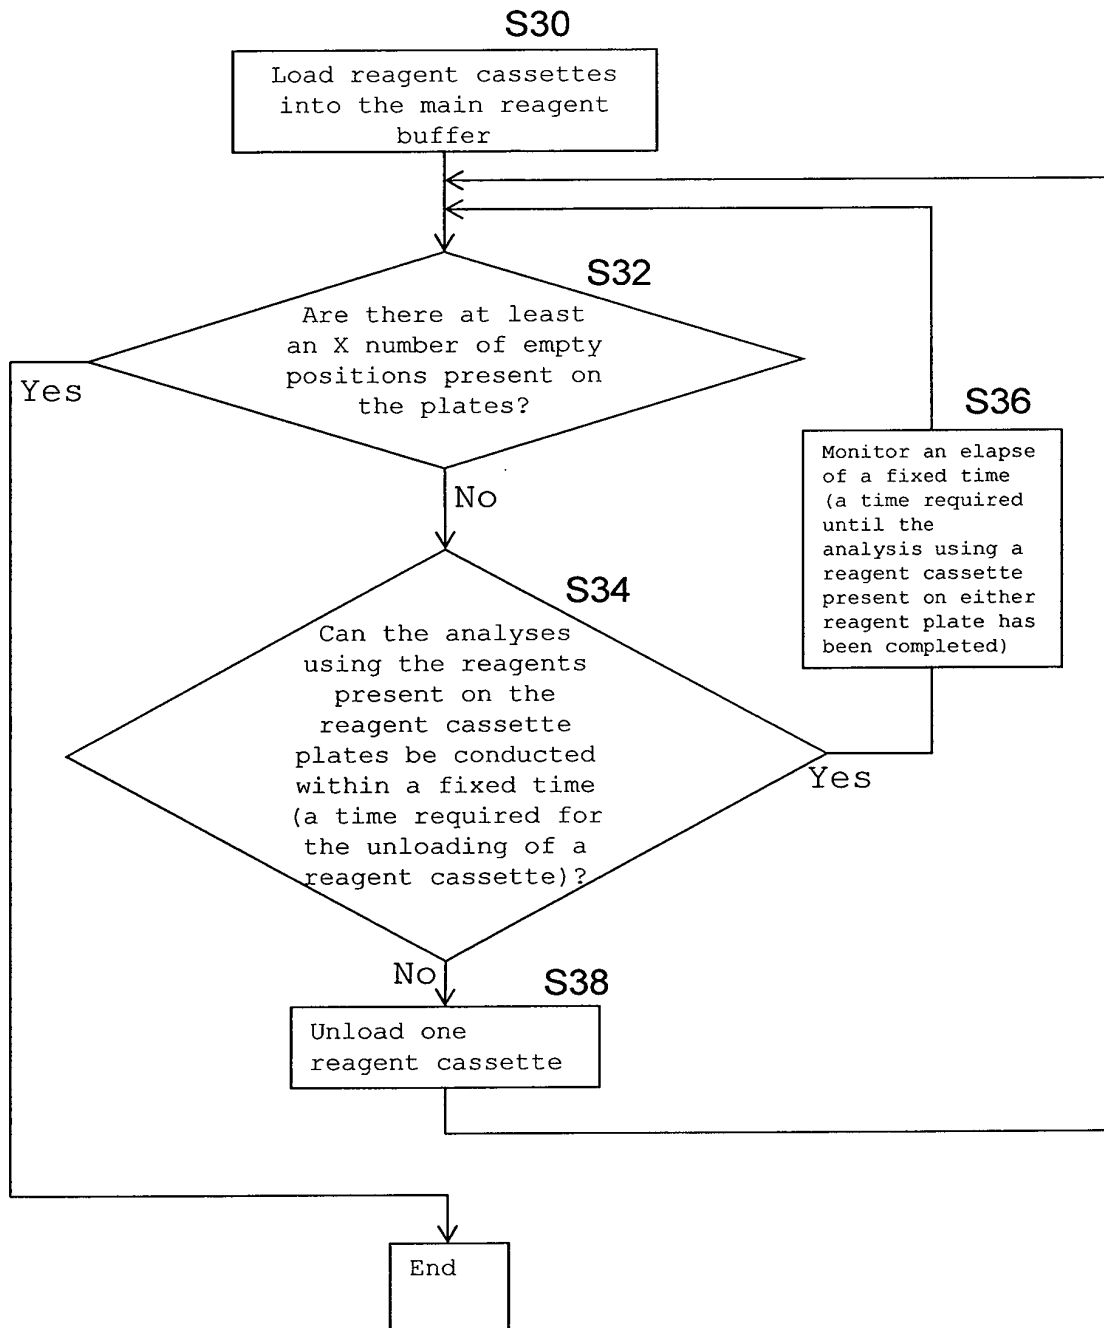 S30
Load reagent cassettes
into the main reagent
buffer
S32
Are there at least
an X number of empty
positions present on
the plates?
Yes
No
S36
Monitor an elapse
of a fixed time
(a time required
until the
analysis using a
reagent cassette
present on either
reagent plate has
been completed)
S34
Can the analyses
using the reagents
present on the
reagent cassette
plates be conducted
within a fixed time
(a time required for
the unloading of a
reagent cassette)?
Yes
No
S38
Unload one
reagent cassette
End